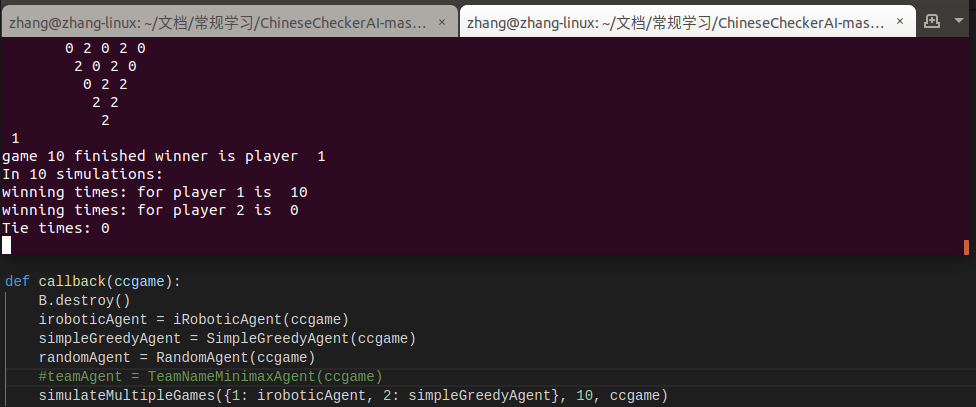 zhang@zhang-linux: ~/文档/常规学习/ChineseCheckerAI-mas… × zhang@zhang-linux: ~/文档/常规学习/ChineseCheckerAI-mas… ×
0 2 0 2 0
2 0 2 0
0 2 2
2 2
2
1
game 10 finished winner is player  1
In 10 simulations:
winning times: for player 1 is  10
winning times: for player 2 is  0
Tie times: 0
def callback(ccgame):
    B.destroy()
    iroboticAgent = iRoboticAgent(ccgame)
    simpleGreedyAgent = SimpleGreedyAgent(ccgame)
    randomAgent = RandomAgent(ccgame)
    #teamAgent = TeamNameMinimaxAgent(ccgame)
    simulateMultipleGames({1: iroboticAgent, 2: simpleGreedyAgent}, 10, ccgame)